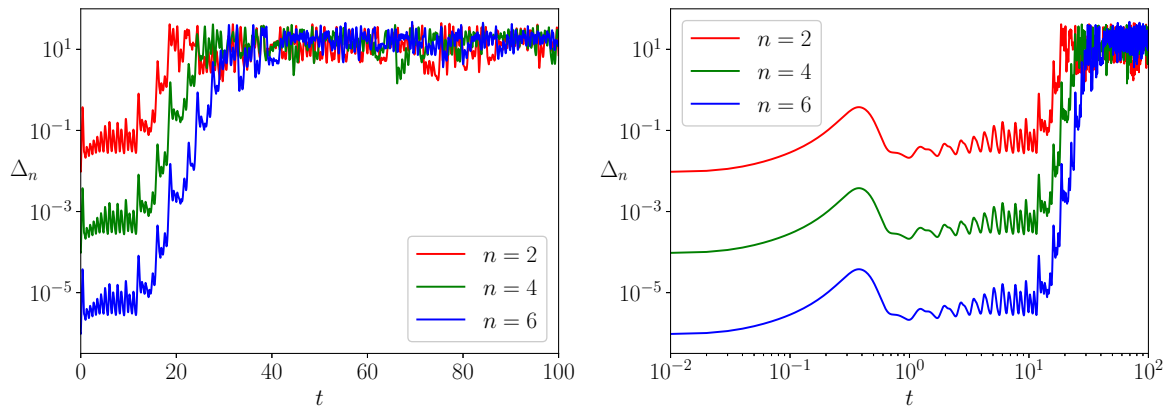 10^1
10^{-1}
Δ_n
10^{-3}
10^{-5}
n = 2
n = 4
n = 6
0 20 40 60 80 100
t
10^1
10^{-1}
Δ_n
10^{-3}
10^{-5}
n = 2
n = 4
n = 6
10^{-2} 10^{-1} 10^0 10^1 10^2
t